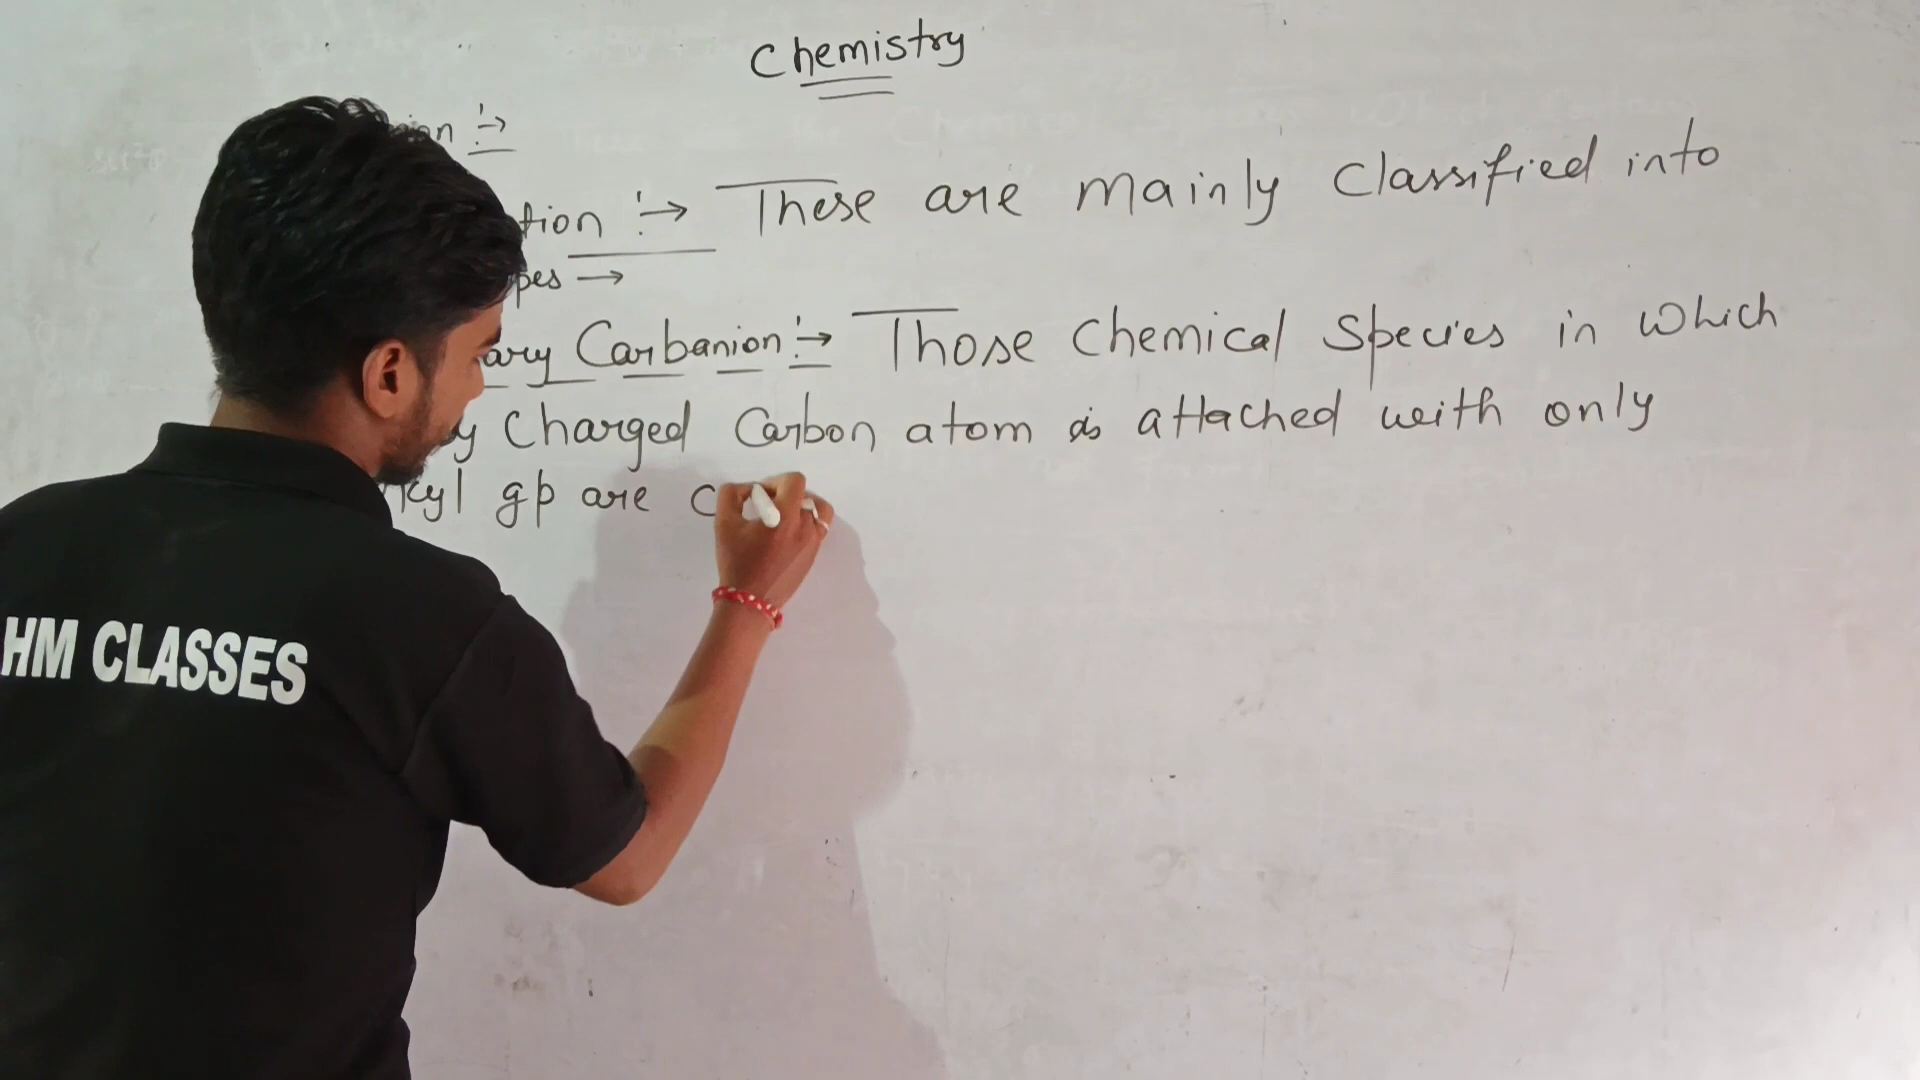 Chemistry
:→
tion :→ These are mainly Classified into
pes →
ary Carbanion :→ Those Chemical Species in which
y Charged Carbon atom is attached with only
kyl gp are c
HM CLASSES